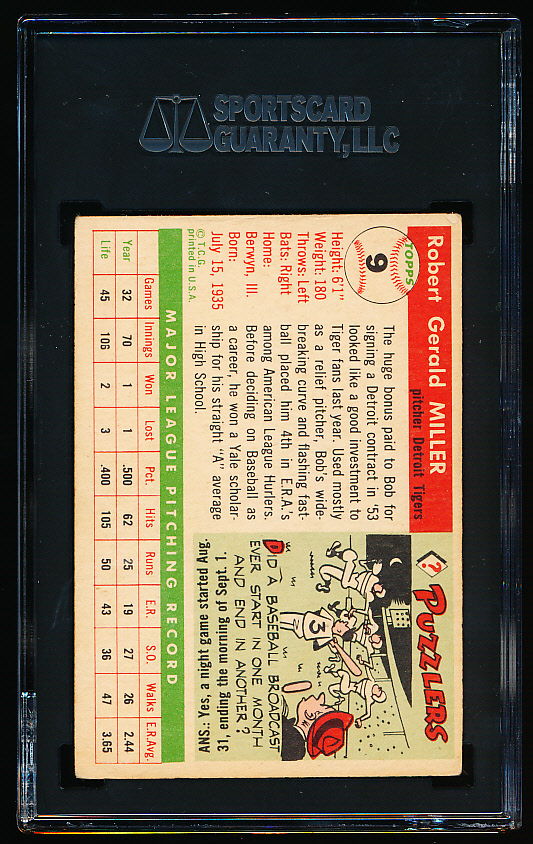 SPORTSCARD
GUARANTY, LLC
TOPPS
9
Robert Gerald MILLER
pitcher Detroit Tigers
Height: 6'1"
Weight: 180
Throws: Left
Bats: Right
Home:
Berwyn, Ill.
Born:
July 15, 1935
© T.C.G.
printed in U.S.A.
The huge bonus paid to Bob for
signing a Detroit contract in '53
looked like a good investment to
Tiger fans last year. Used mostly
as a relief pitcher, Bob's wide-
breaking curve and flashing fast-
ball placed him 4th in E.R.A.'s
among American League Hurlers.
Before deciding on Baseball as
a career, he won a Yale scholar-
ship for his straight "A" average
in High School.
? PUZZLERS
3
DID A BASEBALL BROADCAST
EVER START IN ONE MONTH
AND END IN ANOTHER?
ANS.: Yes, a night game started Aug.
31, ending the morning of Sept. 1.
MAJOR LEAGUE PITCHING RECORD
Games Innings Won Lost Pct. Hits Runs E.R. S.O. Walks E.R.Avg.
Year 32 70 1 1 .500 62 25 19 27 26 2.44
Life 45 106 2 3 .400 105 50 43 36 47 3.65